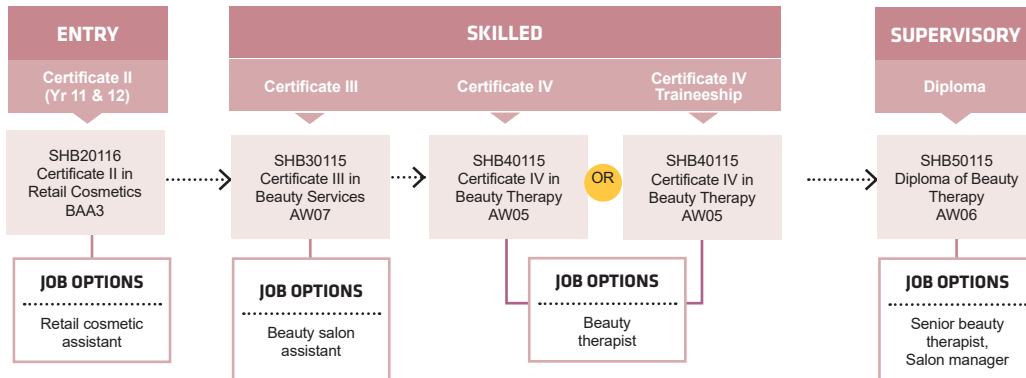 ENTRY
SKILLED
SUPERVISORY
Certificate II
(Yr 11 & 12)
Certificate III
Certificate IV
Certificate IV
Traineeship
Diploma
SHB20116
Certificate II in
Retail Cosmetics
BAA3
SHB30115
Certificate III in
Beauty Services
AW07
SHB40115
Certificate IV in
Beauty Therapy
AW05
OR
SHB40115
Certificate IV in
Beauty Therapy
AW05
SHB50115
Diploma of Beauty
Therapy
AW06
JOB OPTIONS
Retail cosmetic
assistant
JOB OPTIONS
Beauty salon
assistant
JOB OPTIONS
Beauty
therapist
JOB OPTIONS
Senior beauty
therapist,
Salon manager